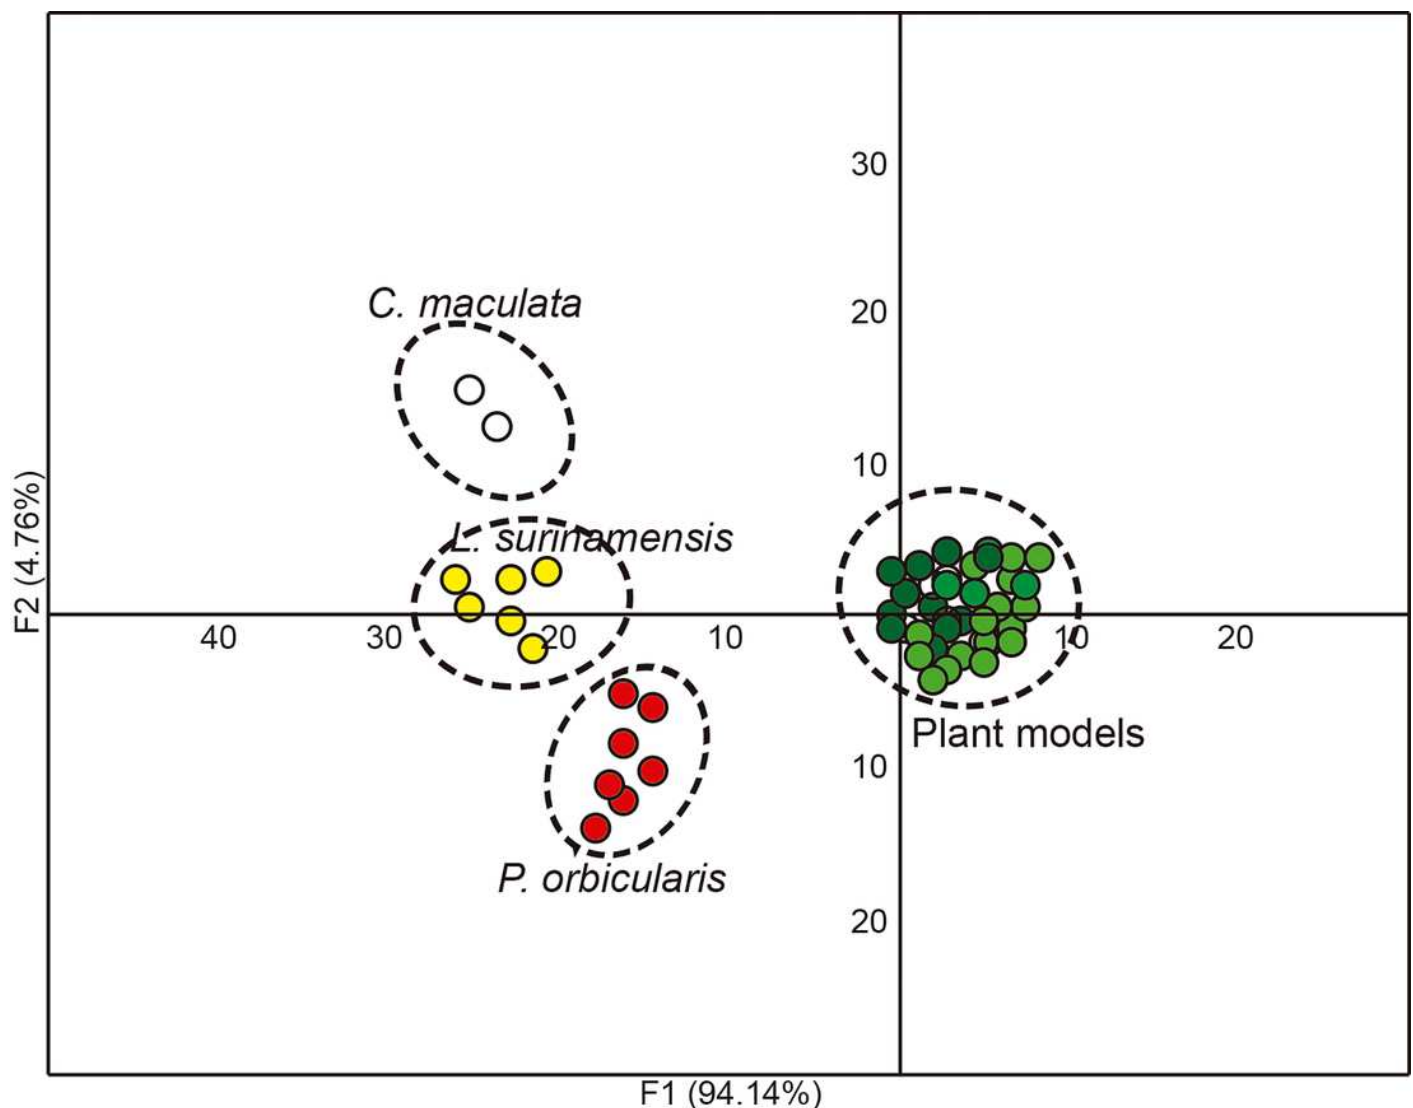 30
C. maculata
20
10
L. surinamensis
F2 (4.76%)
40 30 20 10 10 20
Plant models
10
P. orbicularis
20
F1 (94.14%)